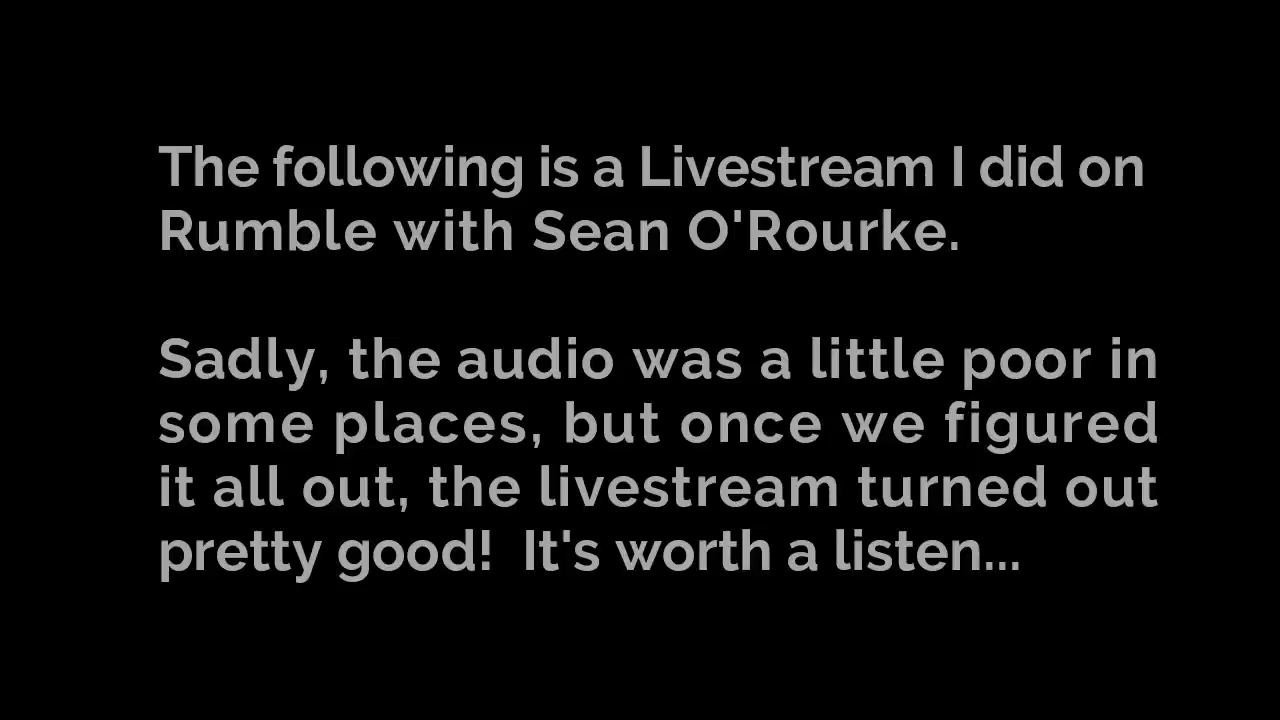 The following is a Livestream I did on
Rumble with Sean O'Rourke.
Sadly, the audio was a little poor in
some places, but once we figured
it all out, the livestream turned out
pretty good!  It's worth a listen...